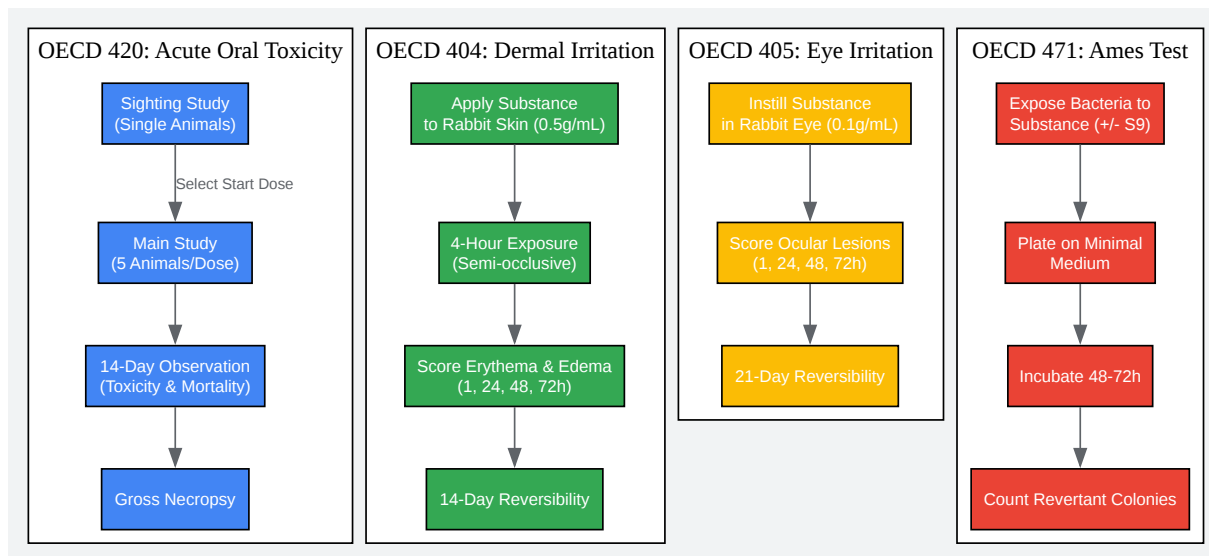 OECD 420: Acute Oral Toxicity
Sighting Study
(Single Animals)
Select Start Dose
Main Study
(5 Animals/Dose)
14-Day Observation
(Toxicity & Mortality)
Gross Necropsy
OECD 404: Dermal Irritation
Apply Substance
to Rabbit Skin (0.5g/mL)
4-Hour Exposure
(Semi-occlusive)
Score Erythema & Edema
(1, 24, 48, 72h)
14-Day Reversibility
OECD 405: Eye Irritation
Instill Substance
in Rabbit Eye (0.1g/mL)
Score Ocular Lesions
(1, 24, 48, 72h)
21-Day Reversibility
OECD 471: Ames Test
Expose Bacteria to
Substance (+/- S9)
Plate on Minimal
Medium
Incubate 48-72h
Count Revertant Colonies